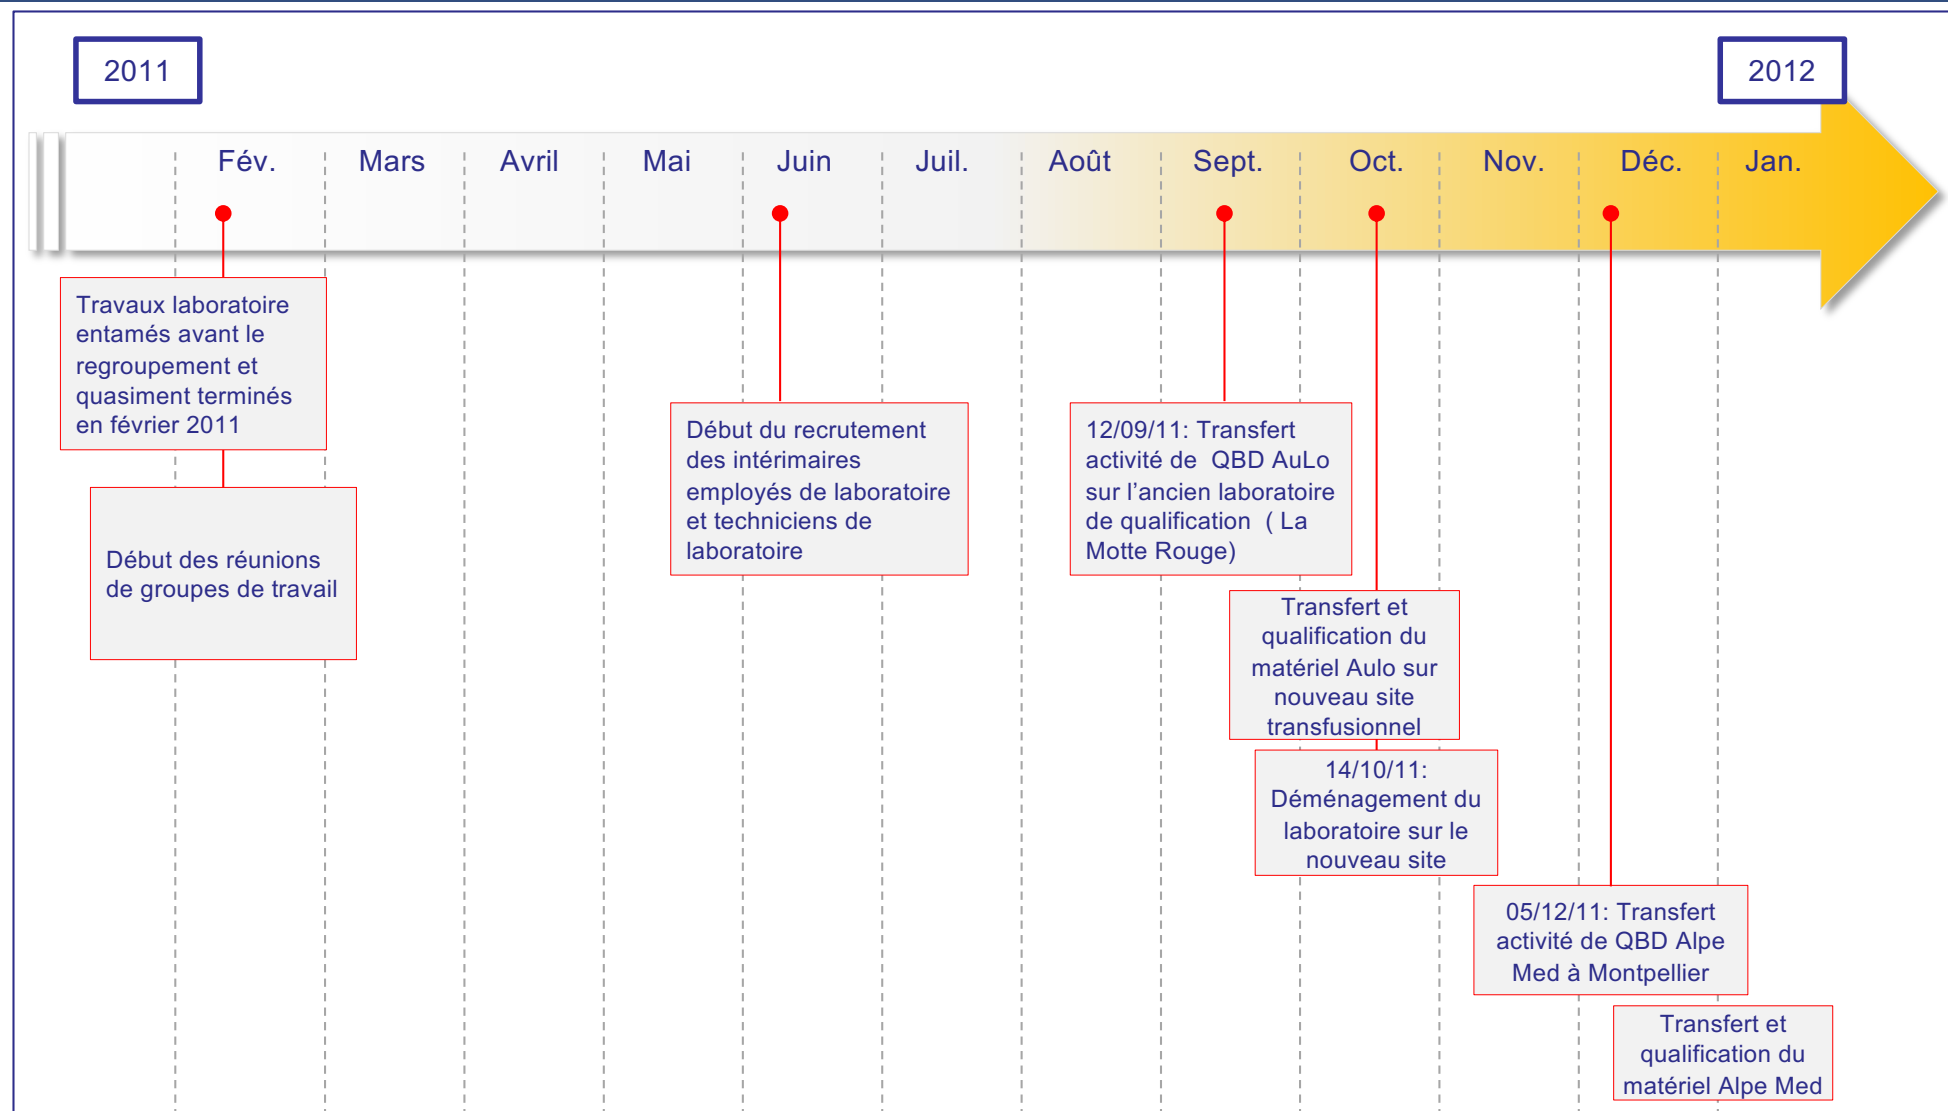 2011
2012
Fév.
Mars
Avril
Mai
Juin
Juil.
Août
Sept.
Oct.
Nov.
Déc.
Jan.
Travaux laboratoire
entamés avant le
regroupement et
quasiment terminés
en février 2011
Début des réunions
de groupes de travail
Début du recrutement
des intérimaires
employés de laboratoire
et techniciens de
laboratoire
12/09/11: Transfert
activité de  QBD AuLo
sur l’ancien laboratoire
de qualification  ( La
Motte Rouge)
Transfert et
qualification du
matériel Aulo sur
nouveau site
transfusionnel
14/10/11:
Déménagement du
laboratoire sur le
nouveau site
05/12/11: Transfert
activité de QBD Alpe
Med à Montpellier
Transfert et
qualification du
matériel Alpe Med